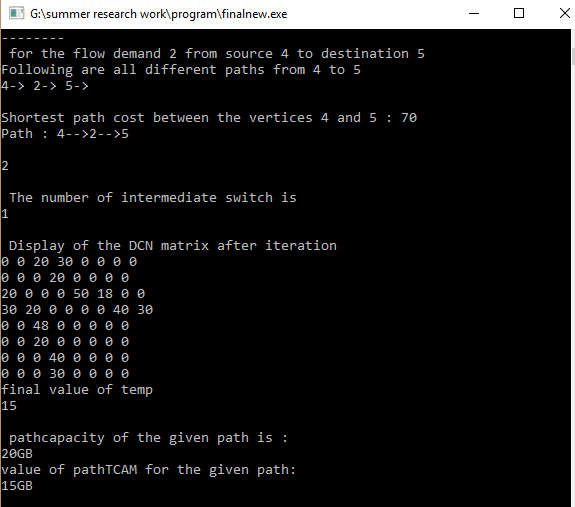 G:\summer research work\program\finalnew.exe
--------
for the flow demand 2 from source 4 to destination 5
Following are all different paths from 4 to 5
4-> 2-> 5->
Shortest path cost between the vertices 4 and 5 : 70
Path : 4-->2-->5
2
The number of intermediate switch is
1
Display of the DCN matrix after iteration
0 0 20 30 0 0 0 0
0 0 0 20 0 0 0 0
20 0 0 0 50 18 0 0
30 20 0 0 0 0 40 30
0 0 48 0 0 0 0 0
0 0 20 0 0 0 0 0
0 0 0 40 0 0 0 0
0 0 0 30 0 0 0 0
final value of temp
15
pathcapacity of the given path is :
20GB
value of pathTCAM for the given path:
15GB